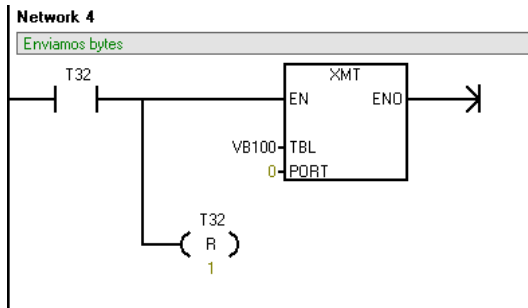 Network 4
Enviamos bytes
T32
XMT
EN ENO
VB100 TBL
0 PORT
T32
R
1